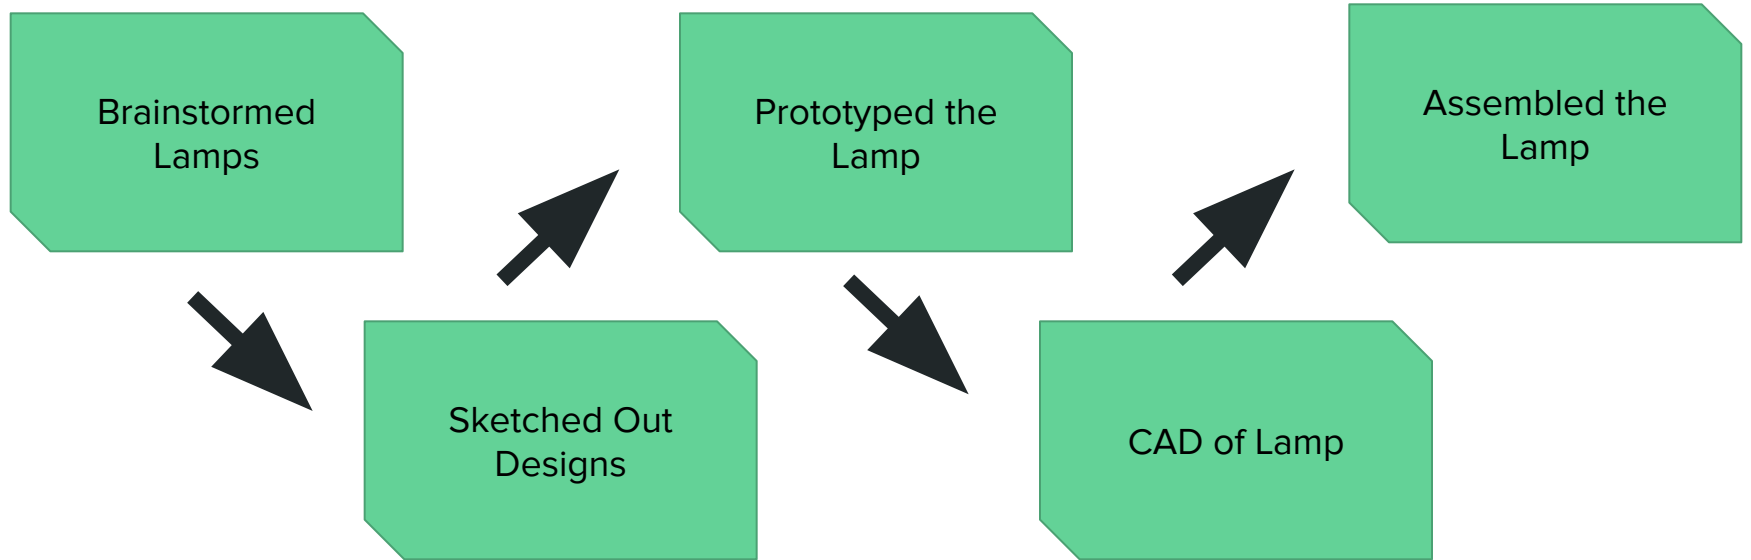 Brainstormed
Lamps
Sketched Out
Designs
Prototyped the
Lamp
CAD of Lamp
Assembled the
Lamp